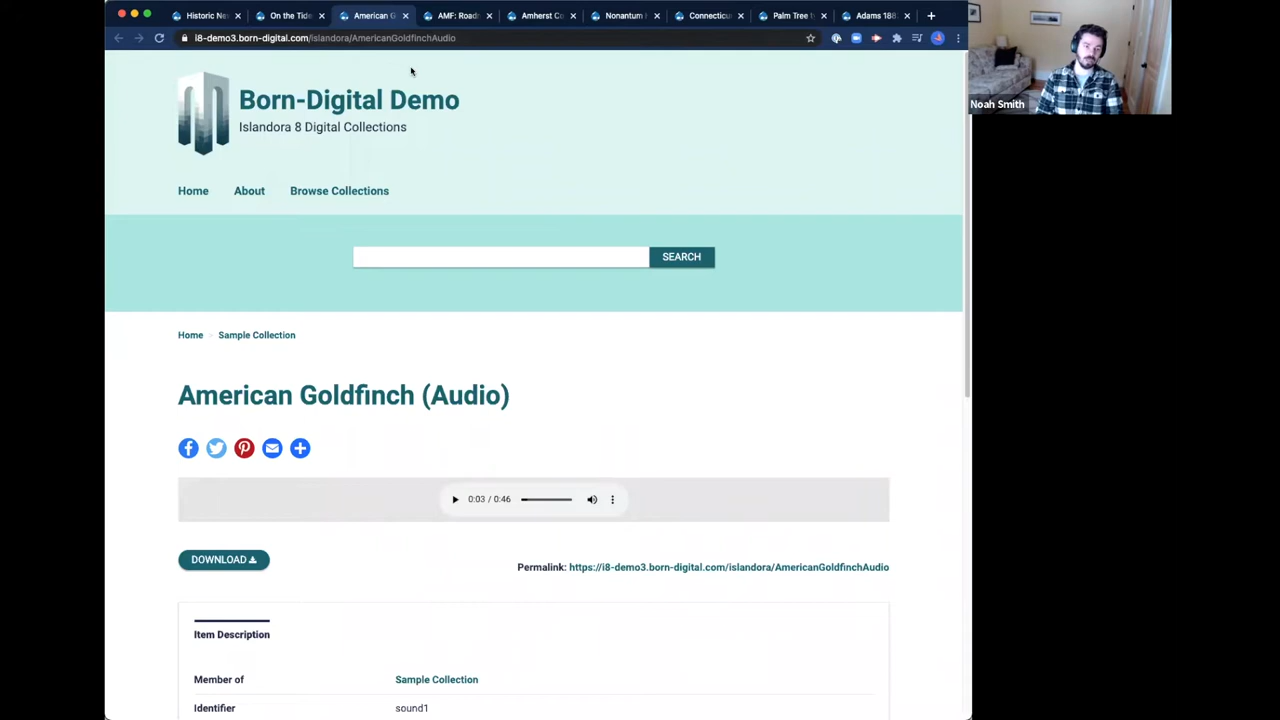 Historic Ne
On the Tide
American G
AMF: Road
Amherst Co
Nonantum
Connecticu
Palm Tree
Adams 188
i8-demo3.born-digital.com/islandora/AmericanGoldfinchAudio
Noah Smith
Born-Digital Demo
Islandora 8 Digital Collections
Home About Browse Collections
SEARCH
Home Sample Collection
American Goldfinch (Audio)
0:03 / 0:46
DOWNLOAD
Permalink: https://i8-demo3.born-digital.com/islandora/AmericanGoldfinchAudio
Item Description
Member of Sample Collection
Identifier sound1